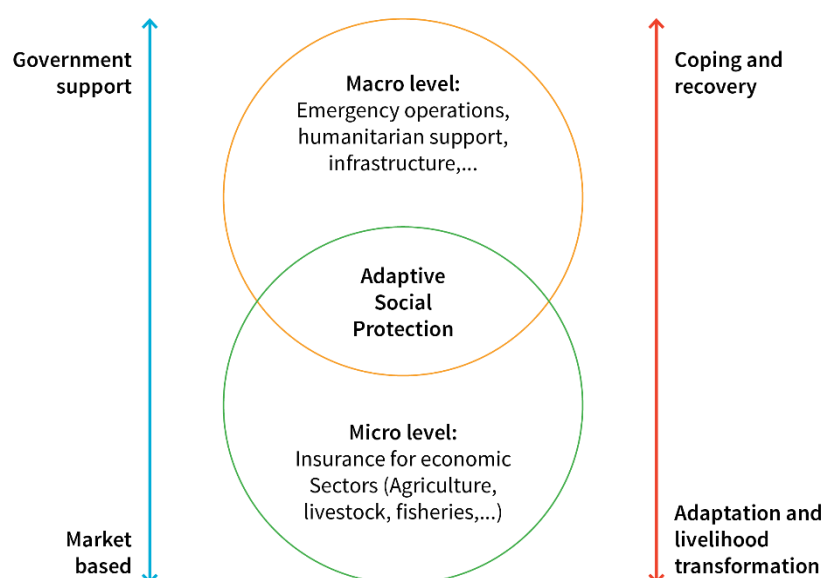 Government
support
Macro level:
Emergency operations,
humanitarian support,
infrastructure,...
Coping and
recovery
Adaptive
Social
Protection
Micro level:
Insurance for economic
Sectors (Agriculture,
livestock, fisheries,...)
Market
based
Adaptation and
livelihood
transformation